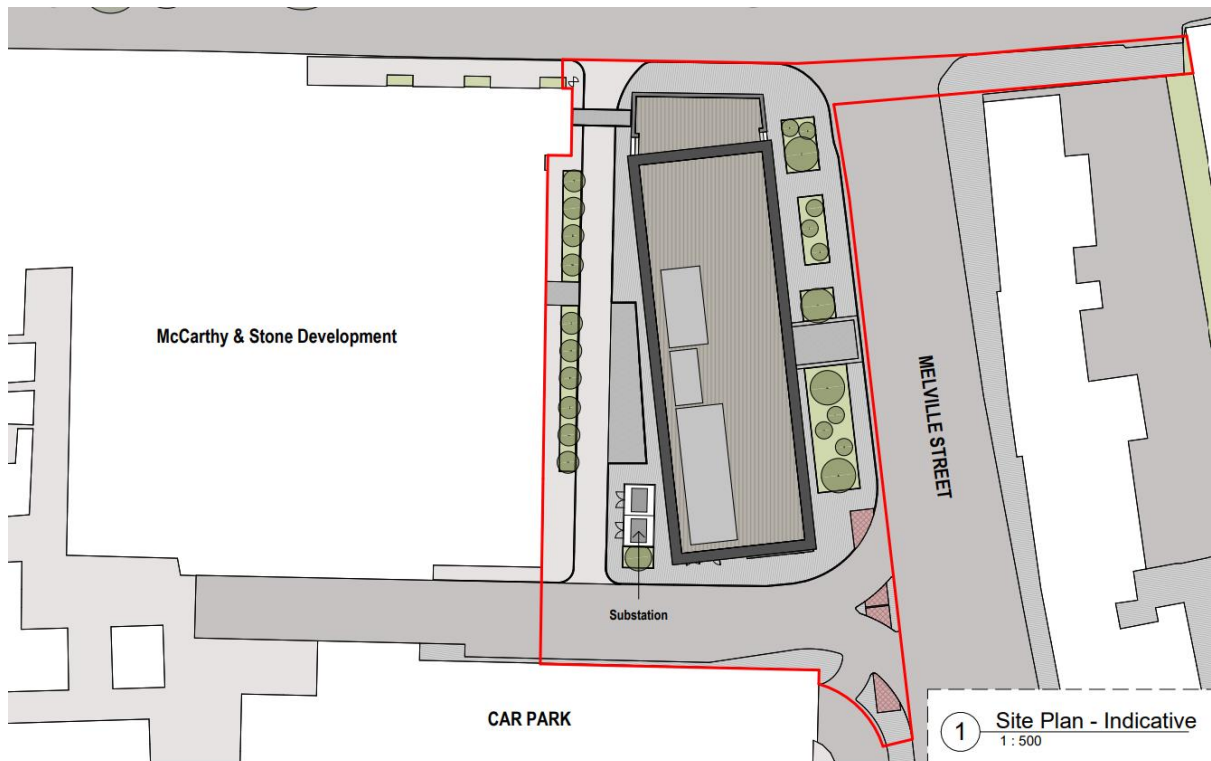 McCarthy & Stone Development
MELVILLE STREET
Substation
CAR PARK
1
Site Plan - Indicative
1 : 500